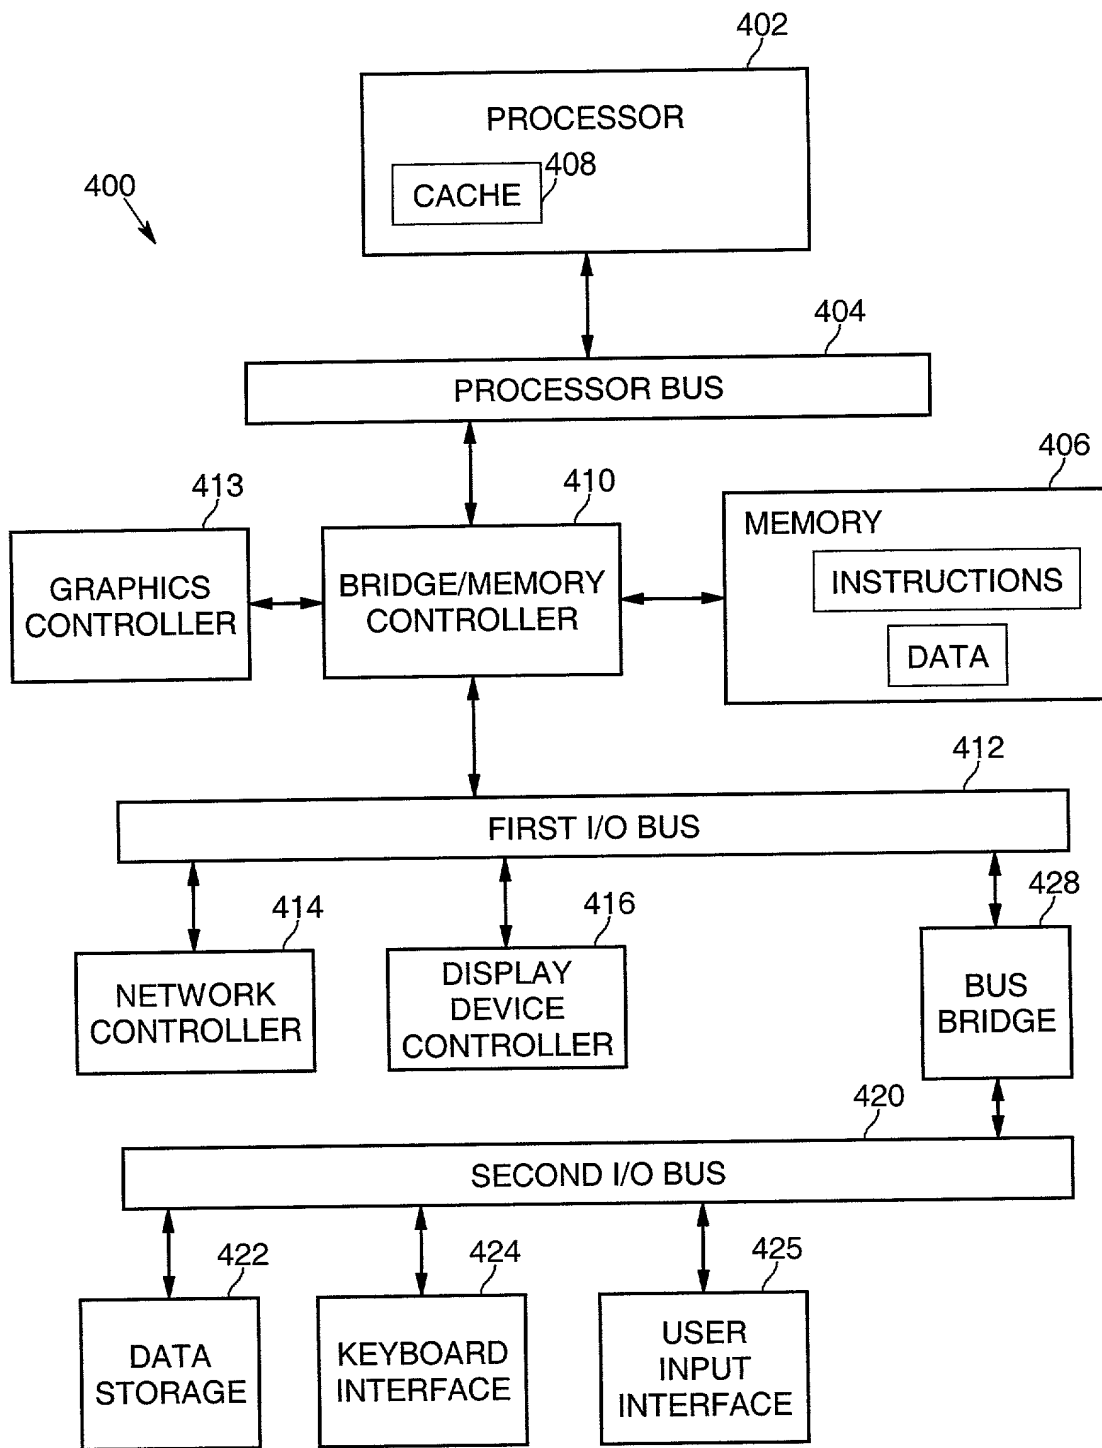 402
PROCESSOR
408
CACHE
400
404
PROCESSOR BUS
406
413
410
MEMORY
INSTRUCTIONS
DATA
GRAPHICS
CONTROLLER
BRIDGE/MEMORY
CONTROLLER
412
FIRST I/O BUS
414
416
428
NETWORK
CONTROLLER
DISPLAY
DEVICE
CONTROLLER
BUS
BRIDGE
420
SECOND I/O BUS
422
424
425
DATA
STORAGE
KEYBOARD
INTERFACE
USER
INPUT
INTERFACE